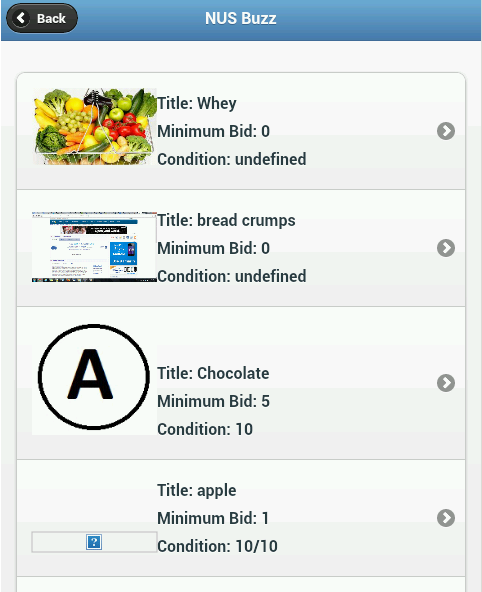 Back
NUS Buzz
Title: Whey
Minimum Bid: 0
Condition: undefined
Title: bread crumps
Minimum Bid: 0
Condition: undefined
A
Title: Chocolate
Minimum Bid: 5
Condition: 10
Title: apple
Minimum Bid: 1
?
Condition: 10/10